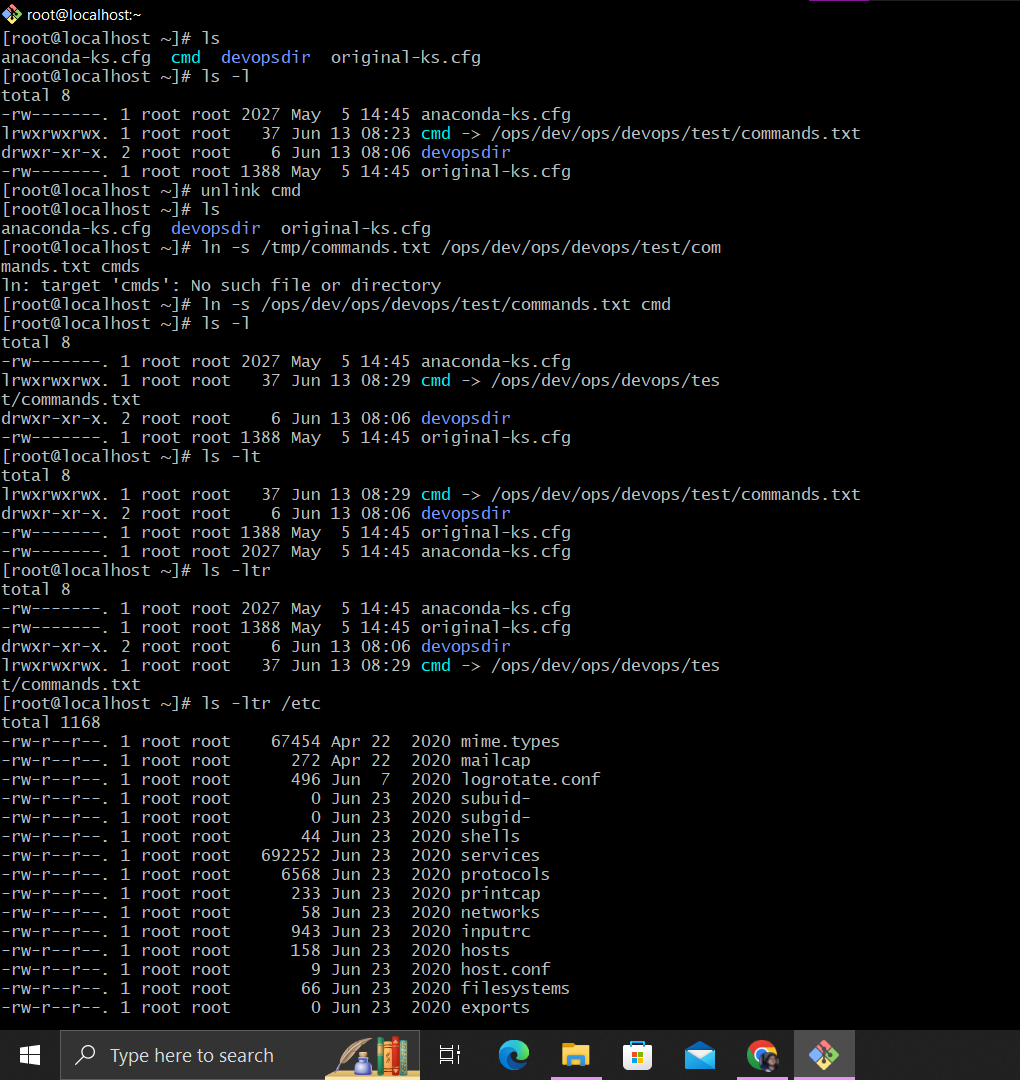 root@localhost:~
[root@localhost ~]# ls
anaconda-ks.cfg  cmd  devopsdir  original-ks.cfg
[root@localhost ~]# ls -l
total 8
-rw-------. 1 root root 2027 May  5 14:45 anaconda-ks.cfg
lrwxrwxrwx. 1 root root   37 Jun 13 08:23 cmd -> /ops/dev/ops/devops/test/commands.txt
drwxr-xr-x. 2 root root    6 Jun 13 08:06 devopsdir
-rw-------. 1 root root 1388 May  5 14:45 original-ks.cfg
[root@localhost ~]# unlink cmd
[root@localhost ~]# ls
anaconda-ks.cfg  devopsdir  original-ks.cfg
[root@localhost ~]# ln -s /tmp/commands.txt /ops/dev/ops/devops/test/com
mands.txt cmds
ln: target 'cmds': No such file or directory
[root@localhost ~]# ln -s /ops/dev/ops/devops/test/commands.txt cmd
[root@localhost ~]# ls -l
total 8
-rw-------. 1 root root 2027 May  5 14:45 anaconda-ks.cfg
lrwxrwxrwx. 1 root root   37 Jun 13 08:29 cmd -> /ops/dev/ops/devops/tes
t/commands.txt
drwxr-xr-x. 2 root root    6 Jun 13 08:06 devopsdir
-rw-------. 1 root root 1388 May  5 14:45 original-ks.cfg
[root@localhost ~]# ls -lt
total 8
lrwxrwxrwx. 1 root root   37 Jun 13 08:29 cmd -> /ops/dev/ops/devops/test/commands.txt
drwxr-xr-x. 2 root root    6 Jun 13 08:06 devopsdir
-rw-------. 1 root root 1388 May  5 14:45 original-ks.cfg
-rw-------. 1 root root 2027 May  5 14:45 anaconda-ks.cfg
[root@localhost ~]# ls -ltr
total 8
-rw-------. 1 root root 2027 May  5 14:45 anaconda-ks.cfg
-rw-------. 1 root root 1388 May  5 14:45 original-ks.cfg
drwxr-xr-x. 2 root root    6 Jun 13 08:06 devopsdir
lrwxrwxrwx. 1 root root   37 Jun 13 08:29 cmd -> /ops/dev/ops/devops/tes
t/commands.txt
[root@localhost ~]# ls -ltr /etc
total 1168
-rw-r--r--. 1 root root    67454 Apr 22  2020 mime.types
-rw-r--r--. 1 root root      272 Apr 22  2020 mailcap
-rw-r--r--. 1 root root      496 Jun  7  2020 logrotate.conf
-rw-r--r--. 1 root root        0 Jun 23  2020 subuid-
-rw-r--r--. 1 root root        0 Jun 23  2020 subgid-
-rw-r--r--. 1 root root       44 Jun 23  2020 shells
-rw-r--r--. 1 root root   692252 Jun 23  2020 services
-rw-r--r--. 1 root root     6568 Jun 23  2020 protocols
-rw-r--r--. 1 root root      233 Jun 23  2020 printcap
-rw-r--r--. 1 root root       58 Jun 23  2020 networks
-rw-r--r--. 1 root root      943 Jun 23  2020 inputrc
-rw-r--r--. 1 root root      158 Jun 23  2020 hosts
-rw-r--r--. 1 root root        9 Jun 23  2020 host.conf
-rw-r--r--. 1 root root       66 Jun 23  2020 filesystems
-rw-r--r--. 1 root root        0 Jun 23  2020 exports
Type here to search